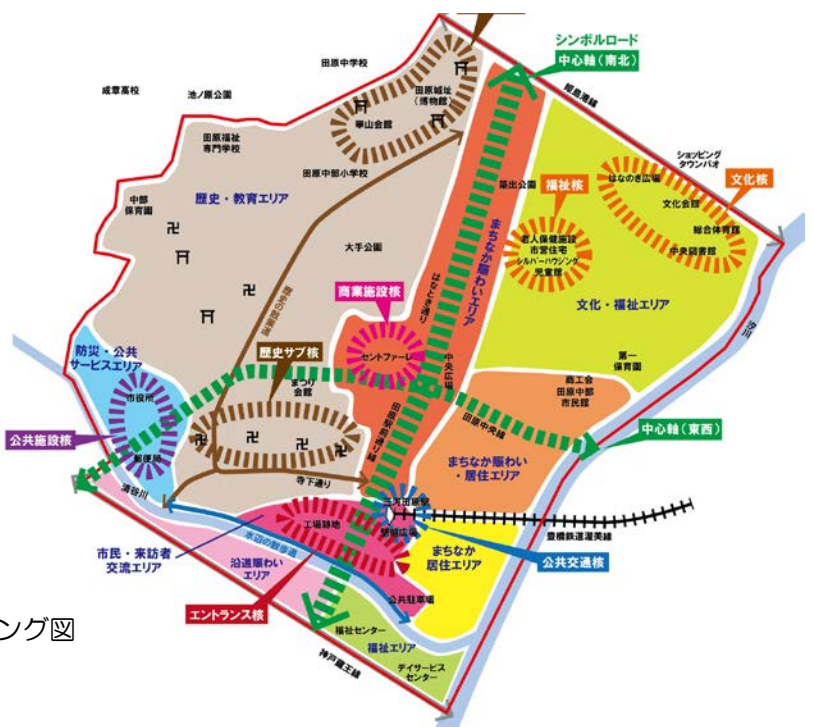 シンボルロード
中心軸(南北)
田原中学校
姫島港線
成章高校
池ノ原公園
田原城址
(博物館)
崋山会館
田原福祉
専門学校
ショッピング
タウンパオ
はなのき広場
文化核
田原中部小学校
築出公園
福祉核
文化会館
中部
保育園
歴史・教育エリア
総合体育館
中央図書館
老人保健施設
市営住宅
シルバーハウジング
児童館
まちなか賑わいエリア
大手公園
はなとき通り
歴史の散策道
商業施設核
文化・福祉エリア
汐川
防災・公共
サービスエリア
歴史サブ核
セントファーレ
中央広場
第一
保育園
まつり
会館
商工会
田原中部
市民館
市役所
田原駅前通り線
田原中央線
中心軸(東西)
公共施設核
郵便局
まちなか賑わい
・居住エリア
寺下通り
清谷川
三河田原駅
工場跡地
駅前広場
豊橋鉄道渥美線
水辺の散歩道
市民・来訪者
交流エリア
まちなか
居住エリア
公共交通核
沿道賑わい
エリア
公共駐車場
エントランス核
ング図
福祉センター
福祉エリア
神戸蔵王線
デイサービス
センター